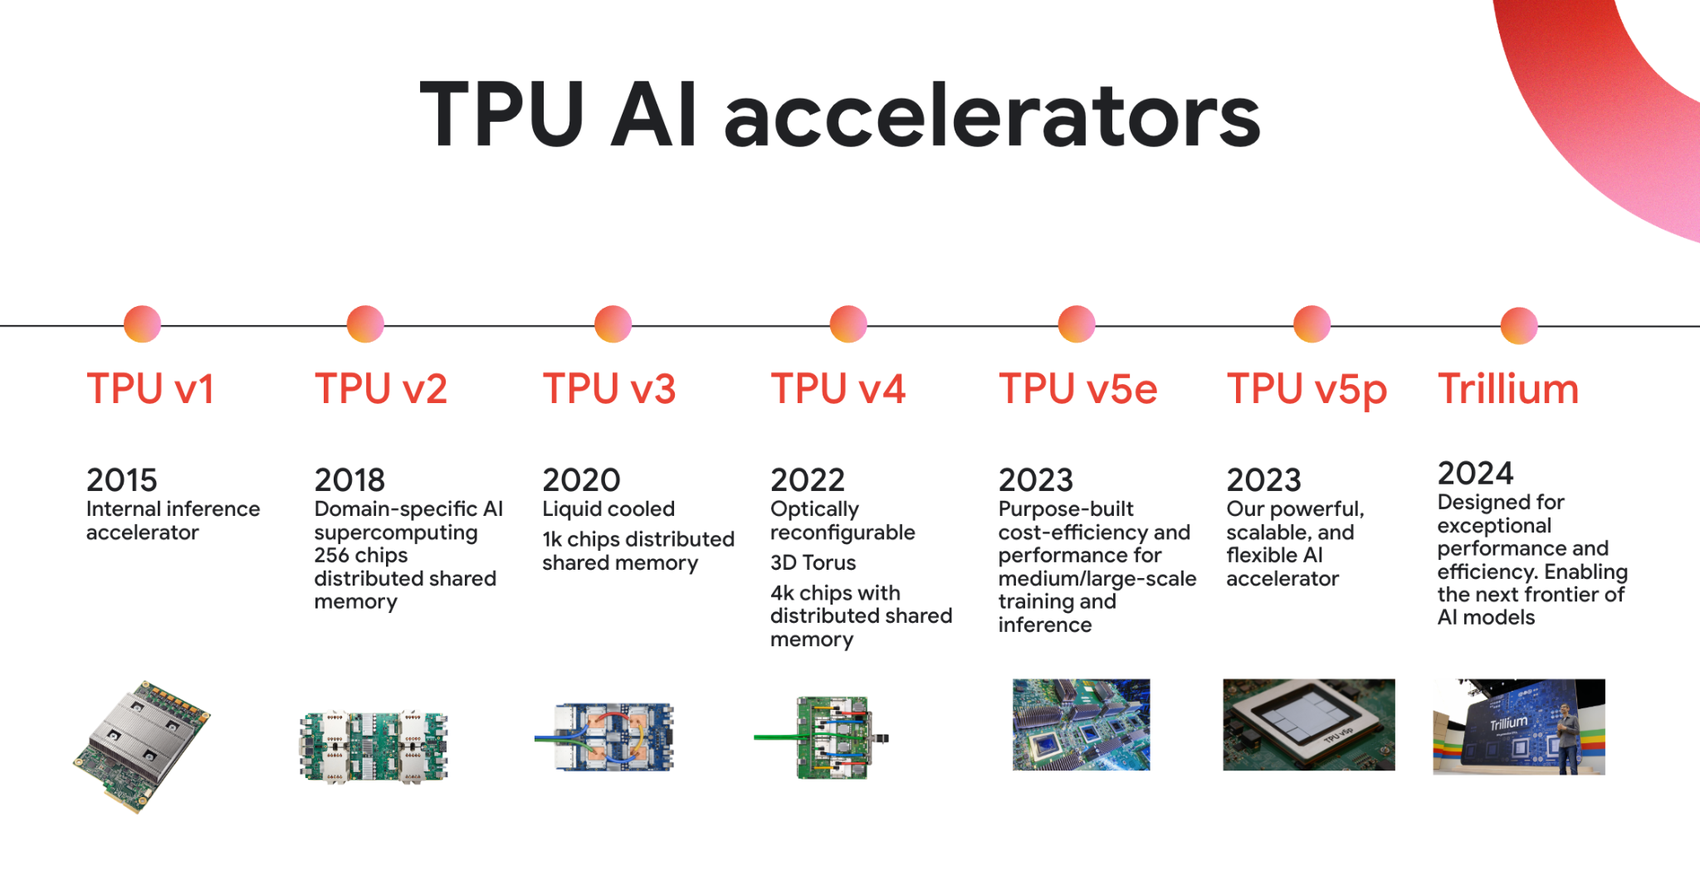 TPU AI accelerators
TPU v1
2015
Internal inference
accelerator
TPU v2
2018
Domain-specific AI
supercomputing
256 chips
distributed shared
memory
TPU v3
2020
Liquid cooled
1k chips distributed
shared memory
TPU v4
2022
Optically
reconfigurable
3D Torus
4k chips with
distributed shared
memory
TPU v5e
2023
Purpose-built
cost-efficiency and
performance for
medium/large-scale
training and
inference
TPU v5p
2023
Our powerful,
scalable, and
flexible AI
accelerator
TPU v5p
Trillium
2024
Designed for
exceptional
performance and
efficiency. Enabling
the next frontier of
AI models
Trillium